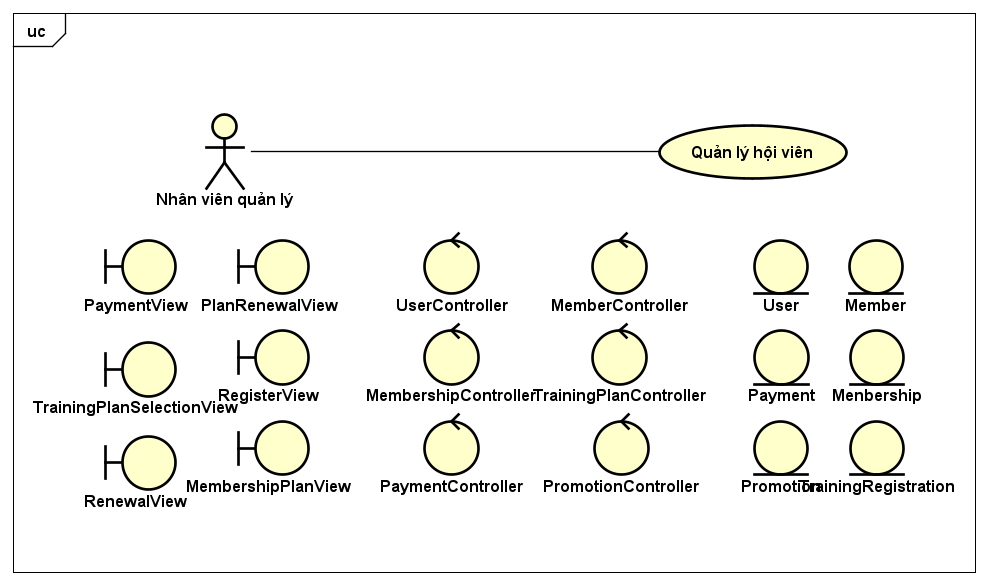 uc
Quản lý hội viên
Nhân viên quản lý
PaymentView
PlanRenewalView
UserController
MemberController
User
Member
TrainingPlanSelectionView
RegisterView
MembershipController
TrainingPlanController
Payment
Menbership
RenewalView
MembershipPlanView
PaymentController
PromotionController
Promotion
TrainingRegistration